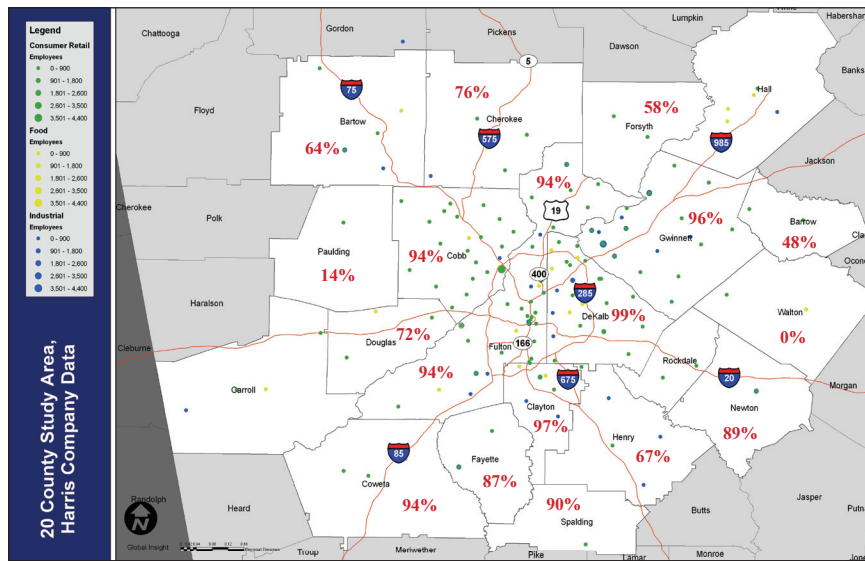 Legend
Consumer Retail
Employees
0 - 900
901 - 1,800
1.801 - 2.600
2.601 - 3,500
3,501 - 4,400
Food
Employees
0 - 900
901 - 1,800
1.801 - 2.600
2,601 - 3,500
3.501 - 4,400
Industrial
Employees
0 - 900
901 - 1,800
1.801 - 2,600
2,601 - 3,500
3.501 - 4,400
20 County Study Area,
Harris Company Data
Chattooga
Gordon
Pickens
Lumpkin
Habersham
Dawson
Banks
Floyd
5
75
Bartow
64%
76%
Cherokee
575
58%
Forsyth
Hall
985
Jackson
Cherokee
Polk
94%
19
96%
Gwinnett
Bartow
48%
Paulding
14%
94%
Cobb
400
285
Haralson
DeKalb
99%
Walton
0%
Cleburne
72%
Douglas
Fulton
166
94%
Rockdale
20
Morgan
Carroll
675
Clayton
97%
Newton
89%
Henry
67%
85
Fayette
87%
Coweta
94%
90%
Spalding
Randolph
Heard
Butts
Jasper
N
Global Insight
Troup
Meriwether
Pike
Lamar
Monroe